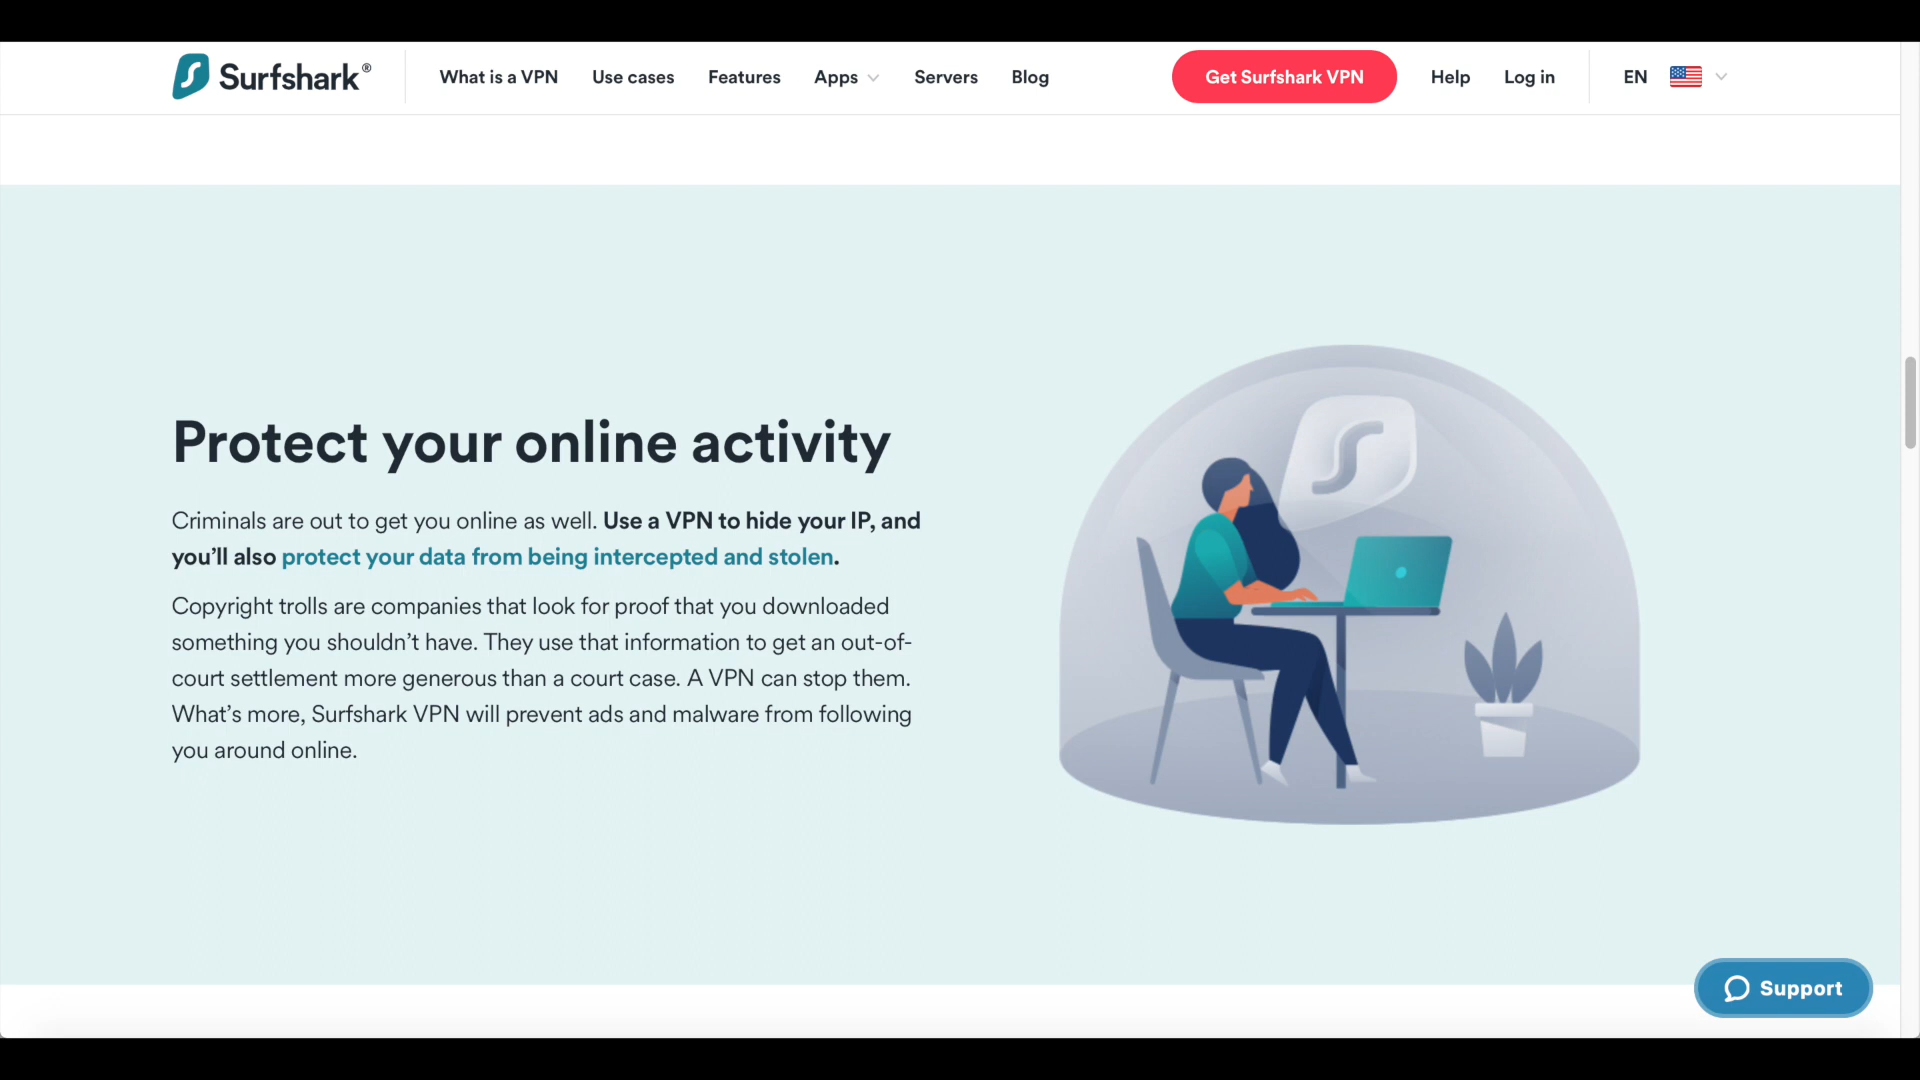 Surfshark®
What is a VPN
Use cases
Features
Apps
Servers
Blog
Get Surfshark VPN
Help
Log in
EN
Protect your online activity
Criminals are out to get you online as well. Use a VPN to hide your IP, and
you’ll also protect your data from being intercepted and stolen.
Copyright trolls are companies that look for proof that you downloaded
something you shouldn’t have. They use that information to get an out-of-
court settlement more generous than a court case. A VPN can stop them.
What’s more, Surfshark VPN will prevent ads and malware from following
you around online.
Support